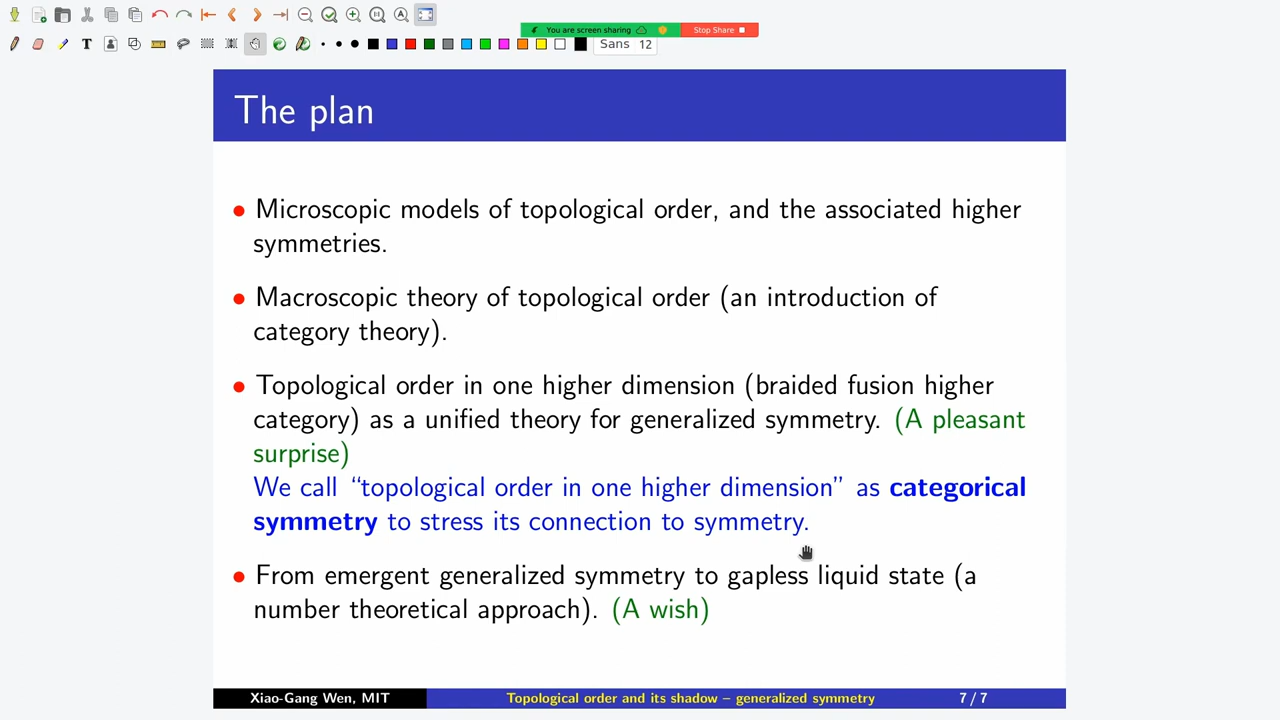 You are screen sharing
Stop Share
T
A
Sans 12
The plan
• Microscopic models of topological order, and the associated higher
symmetries.
• Macroscopic theory of topological order (an introduction of
category theory).
• Topological order in one higher dimension (braided fusion higher
category) as a unified theory for generalized symmetry. (A pleasant
surprise)
We call “topological order in one higher dimension” as categorical
symmetry to stress its connection to symmetry.
• From emergent generalized symmetry to gapless liquid state (a
number theoretical approach). (A wish)
Xiao-Gang Wen, MIT
Topological order and its shadow – generalized symmetry
7 / 7